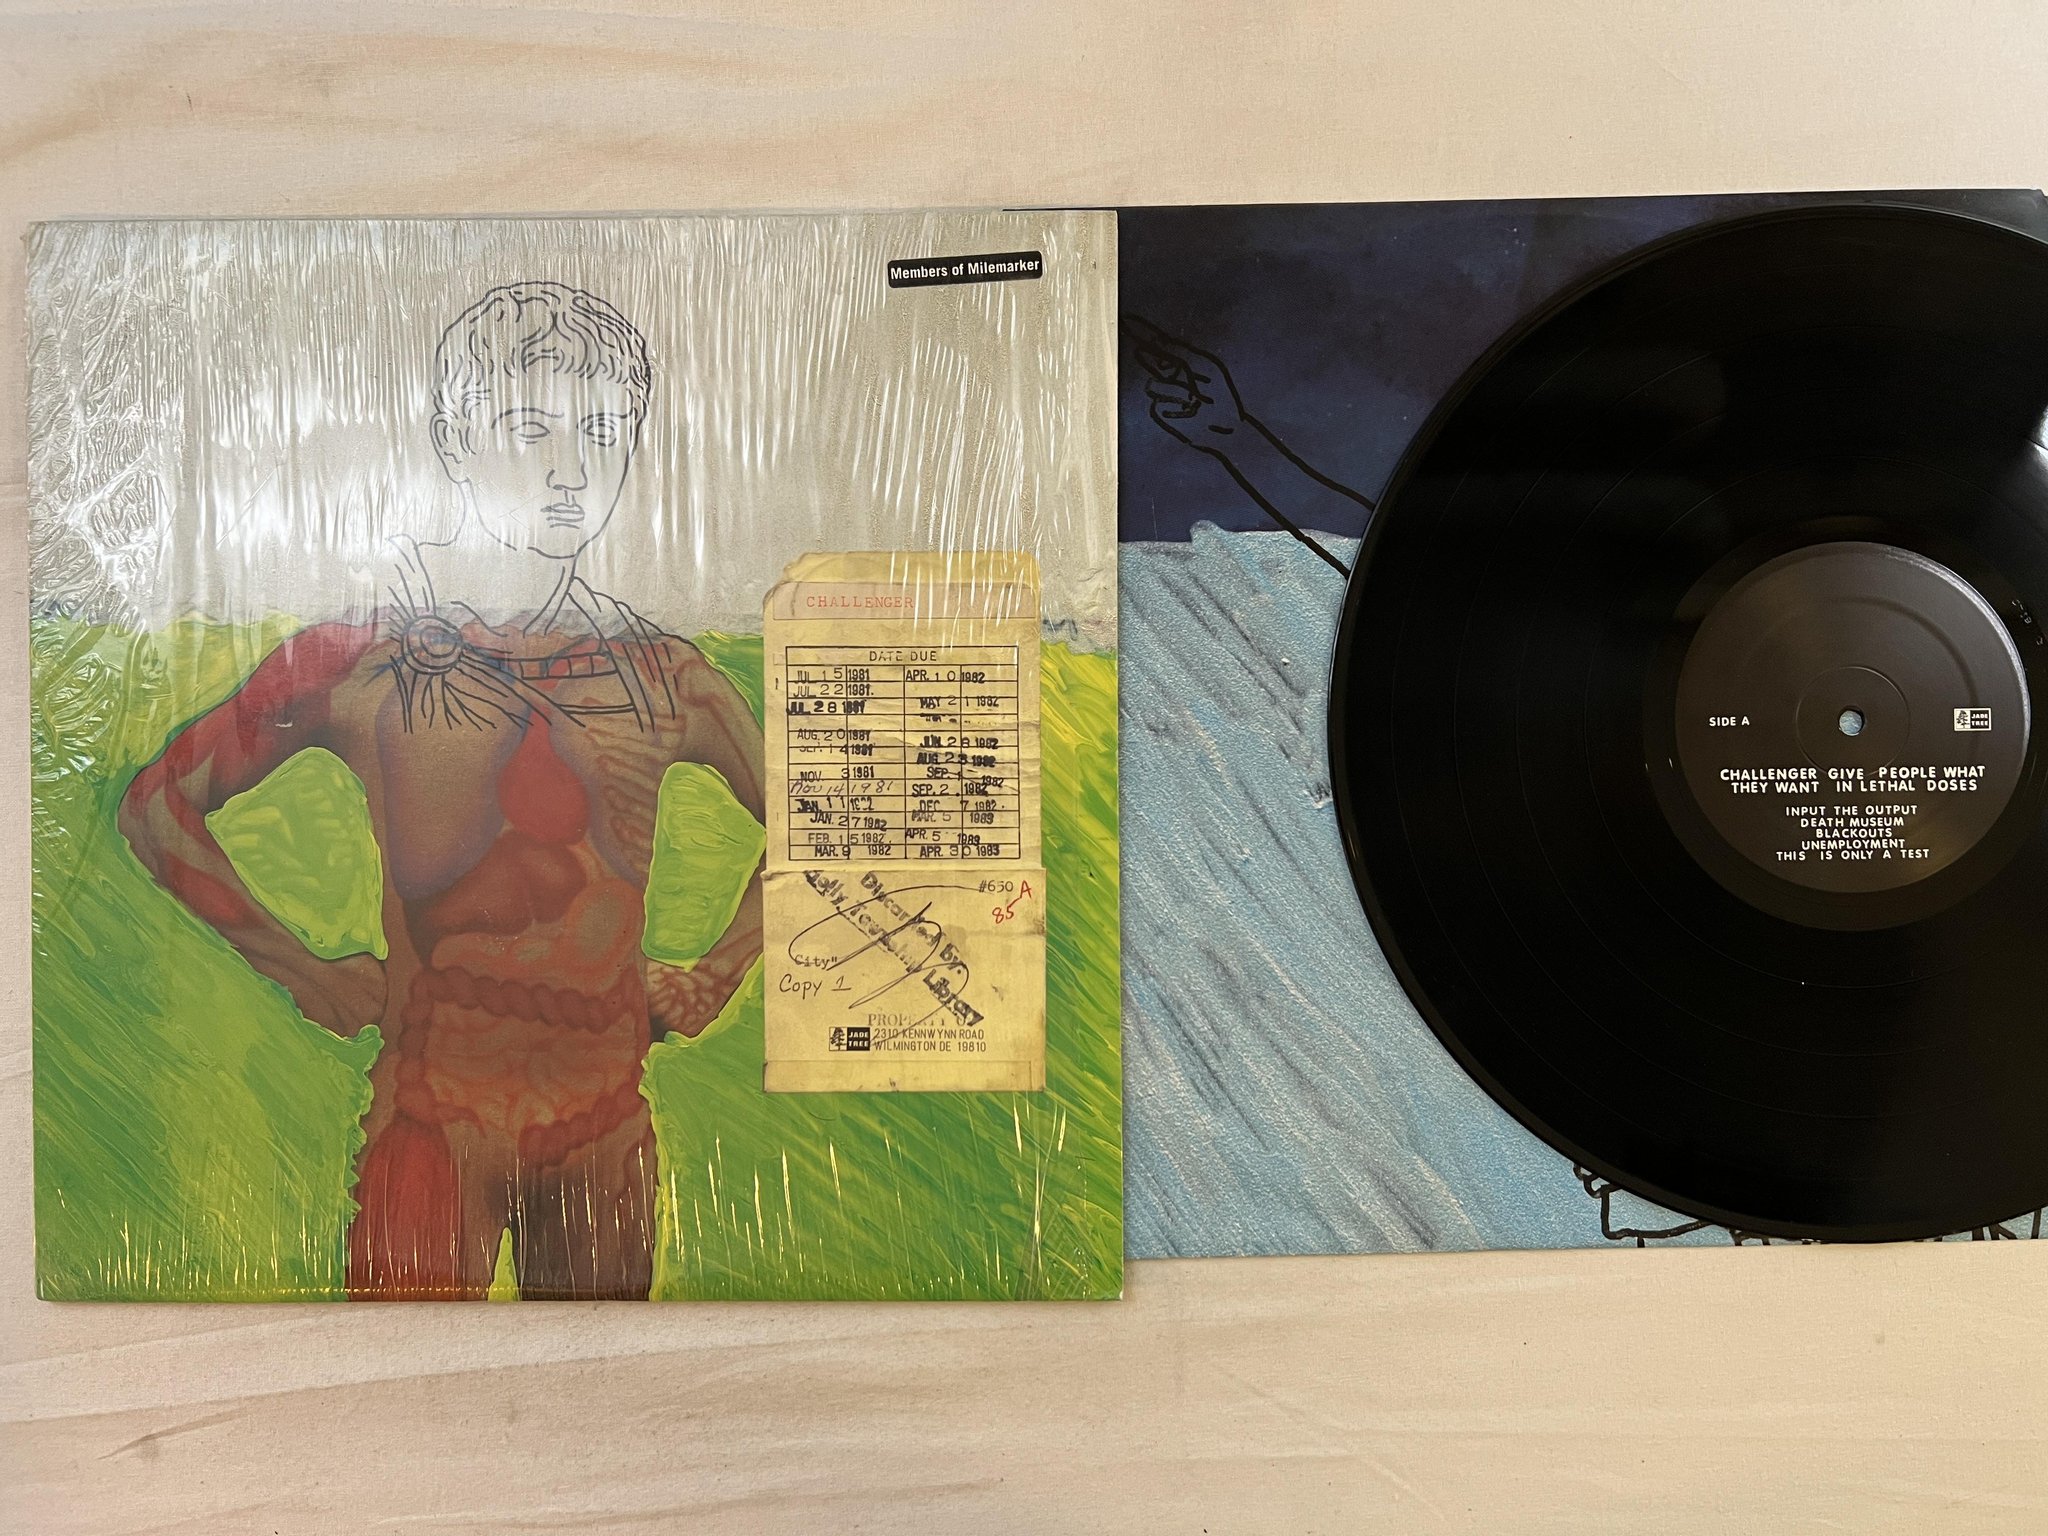 Members of Milemarker
CHALLENGER
DATE DUE
JUL 15 1981
JUL 22 1981.
JUL 28 1981
AUG. 20 1981
SEP. 14 1981
NOV. 3 1981
Nov 14 1981
JAN. 11 1982
JAN. 27 1982
FEB. 15 1982
MAR. 9 1982
APR. 10 1982
MAY 21 1982
JUN. 28 1982
AUG. 23 1982
SEP. 1982
SEP. 2. 1982
DEC 7 1982.
MAR. 5 1983
APR. 5 1983
APR. 30 1983
#650 A
85
Discarded by:
Township Library
City"
Copy 1
PROPERTY O
JADE TREE
2310 KENNWYNN ROAD
WILMINGTON DE 19810
SIDE A
JADE TREE
CHALLENGER GIVE PEOPLE WHAT
THEY WANT IN LETHAL DOSES
INPUT THE OUTPUT
DEATH MUSEUM
BLACKOUTS
UNEMPLOYMENT
THIS IS ONLY A TEST